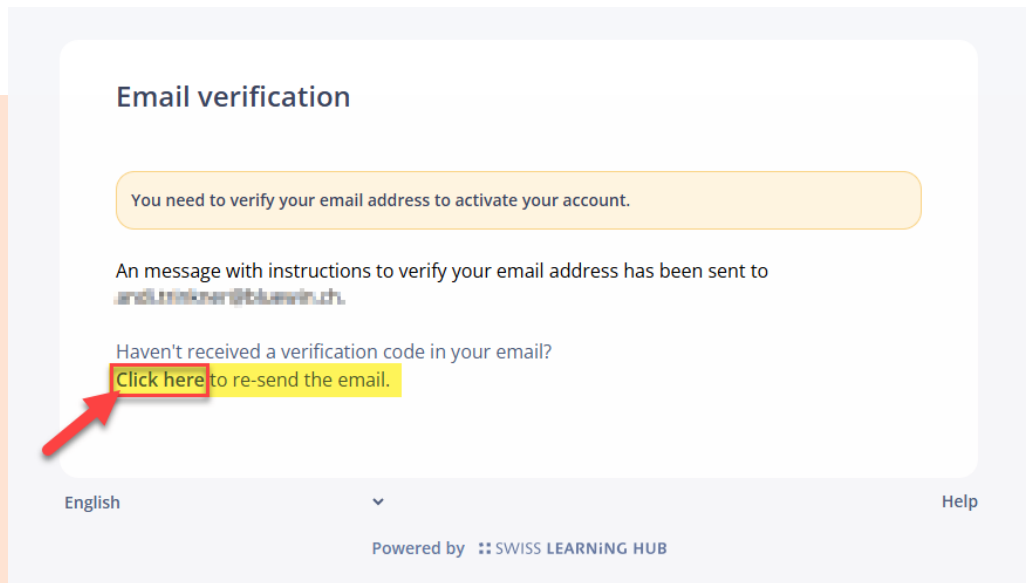 Email verification
You need to verify your email address to activate your account.
An message with instructions to verify your email address has been sent to
Haven't received a verification code in your email?
Click here to re-send the email.
English
Help
Powered by SWISS LEARNiNG HUB